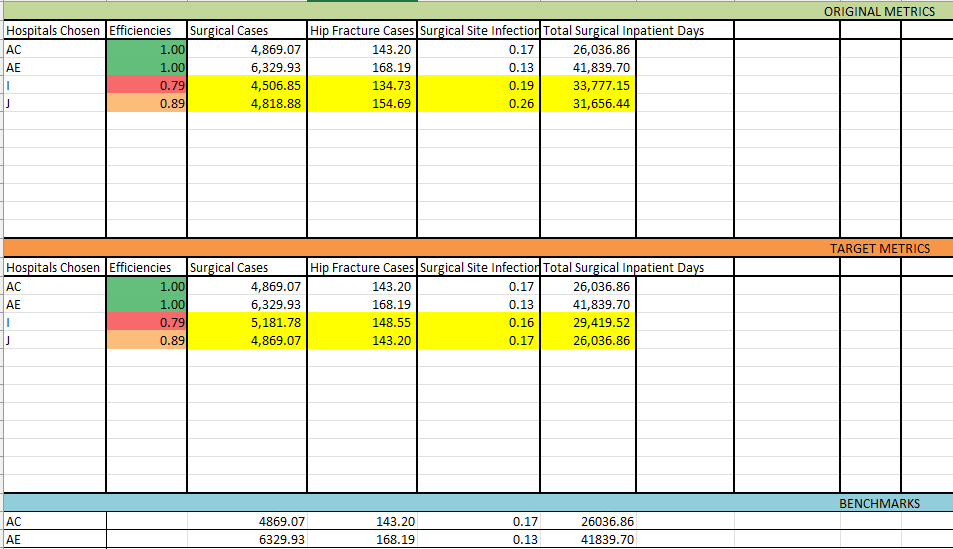 ORIGINAL METRICS
Hospitals Chosen Efficiencies Surgical Cases Hip Fracture Cases Surgical Site Infection Total Surgical Inpatient Days
AC 1.00 4,869.07 143.20 0.17 26,036.86
AE 1.00 6,329.93 168.19 0.13 41,839.70
I 0.79 4,506.85 134.73 0.19 33,777.15
J 0.89 4,818.88 154.69 0.26 31,656.44
TARGET METRICS
Hospitals Chosen Efficiencies Surgical Cases Hip Fracture Cases Surgical Site Infection Total Surgical Inpatient Days
AC 1.00 4,869.07 143.20 0.17 26,036.86
AE 1.00 6,329.93 168.19 0.13 41,839.70
I 0.79 5,181.78 148.55 0.16 29,419.52
J 0.89 4,869.07 143.20 0.17 26,036.86
BENCHMARKS
AC 4869.07 143.20 0.17 26036.86
AE 6329.93 168.19 0.13 41839.70